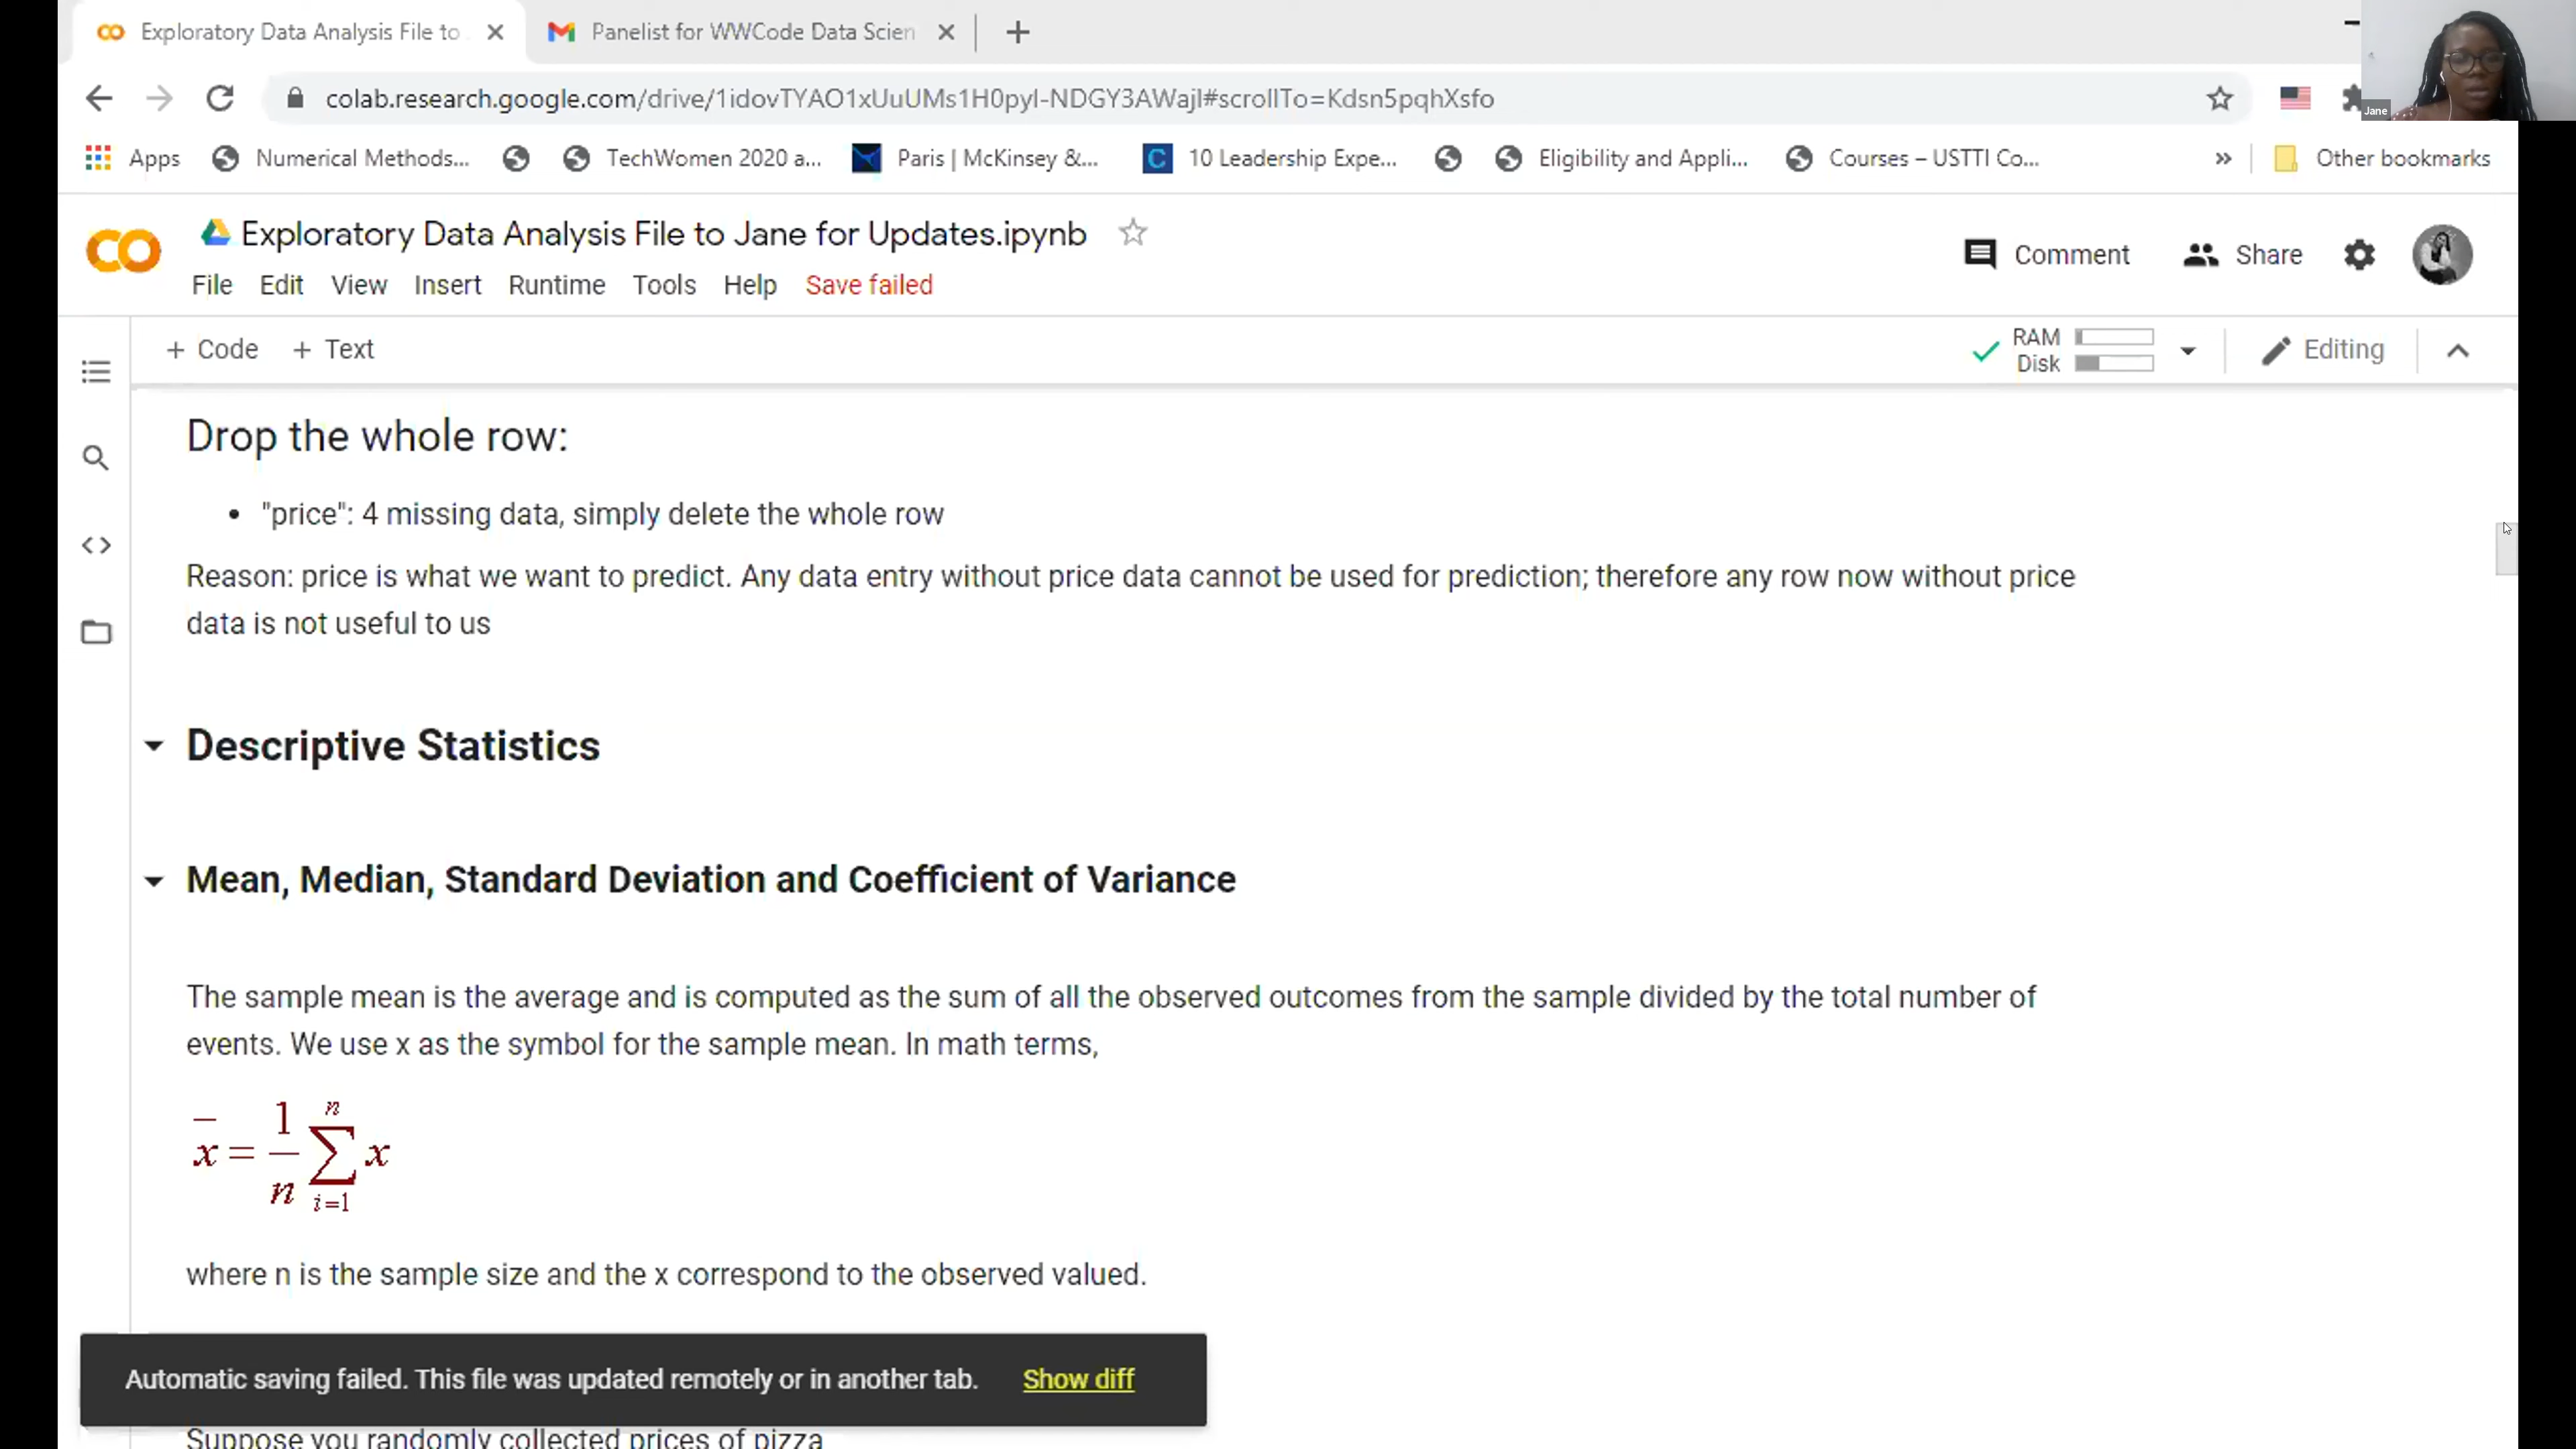 Exploratory Data Analysis File to
Panelist for WWCode Data Scien
colab.research.google.com/drive/1idovTYAO1xUuUMs1H0pyI-NDGY3AWajI#scrollTo=Kdsn5pqhXsfo
Jane
Apps
Numerical Methods...
TechWomen 2020 a...
Paris | McKinsey &...
10 Leadership Expe...
Eligibility and Appli...
Courses – USTTI Co...
»
Other bookmarks
CO
Exploratory Data Analysis File to Jane for Updates.ipynb
Comment
Share
File Edit View Insert Runtime Tools Help Save failed
+ Code + Text
RAM
Disk
Editing
Drop the whole row:
• "price": 4 missing data, simply delete the whole row
Reason: price is what we want to predict. Any data entry without price data cannot be used for prediction; therefore any row now without price
data is not useful to us
Descriptive Statistics
Mean, Median, Standard Deviation and Coefficient of Variance
The sample mean is the average and is computed as the sum of all the observed outcomes from the sample divided by the total number of
events. We use x as the symbol for the sample mean. In math terms,
x̄ = 1/n ∑ i=1 n x
where n is the sample size and the x correspond to the observed valued.
Automatic saving failed. This file was updated remotely or in another tab. Show diff
Suppose you randomly collected prices of pizza